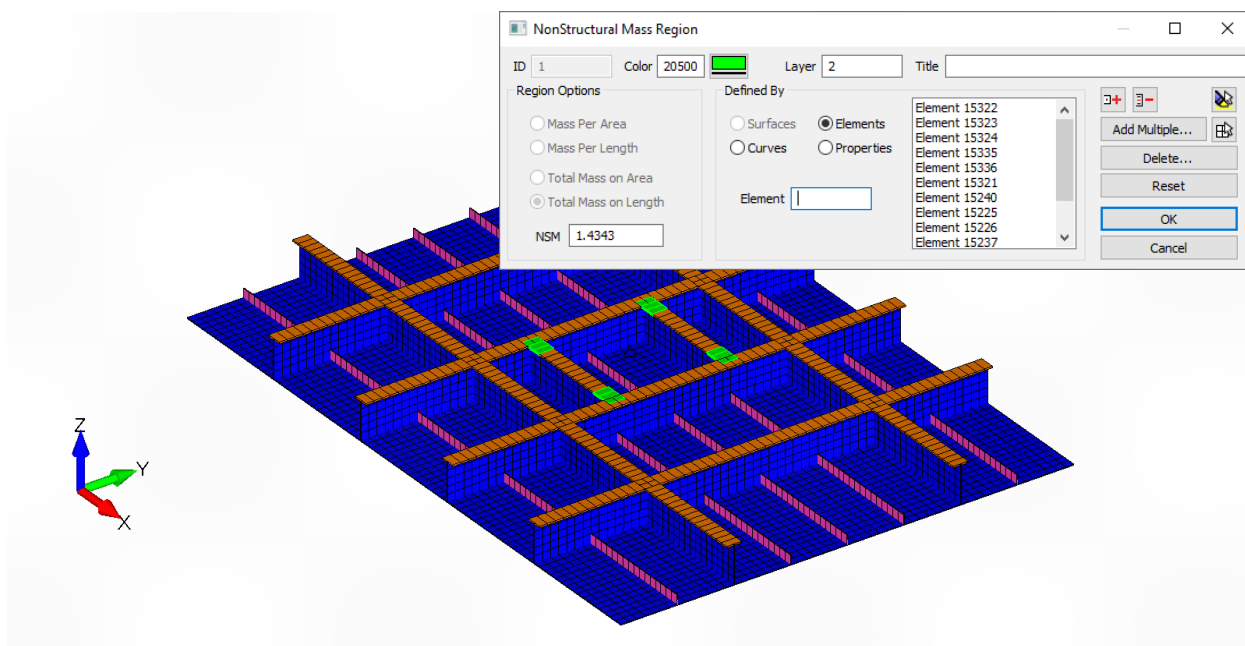 NonStructural Mass Region
ID 1 Color 20500 Layer 2 Title
Region Options
Mass Per Area
Mass Per Length
Total Mass on Area
Total Mass on Length
NSM 1.4343
Defined By
Surfaces Elements
Curves Properties
Element
Element 15322
Element 15323
Element 15324
Element 15335
Element 15336
Element 15321
Element 15240
Element 15225
Element 15226
Element 15237
Add Multiple...
Delete...
Reset
OK
Cancel
Z
Y
X